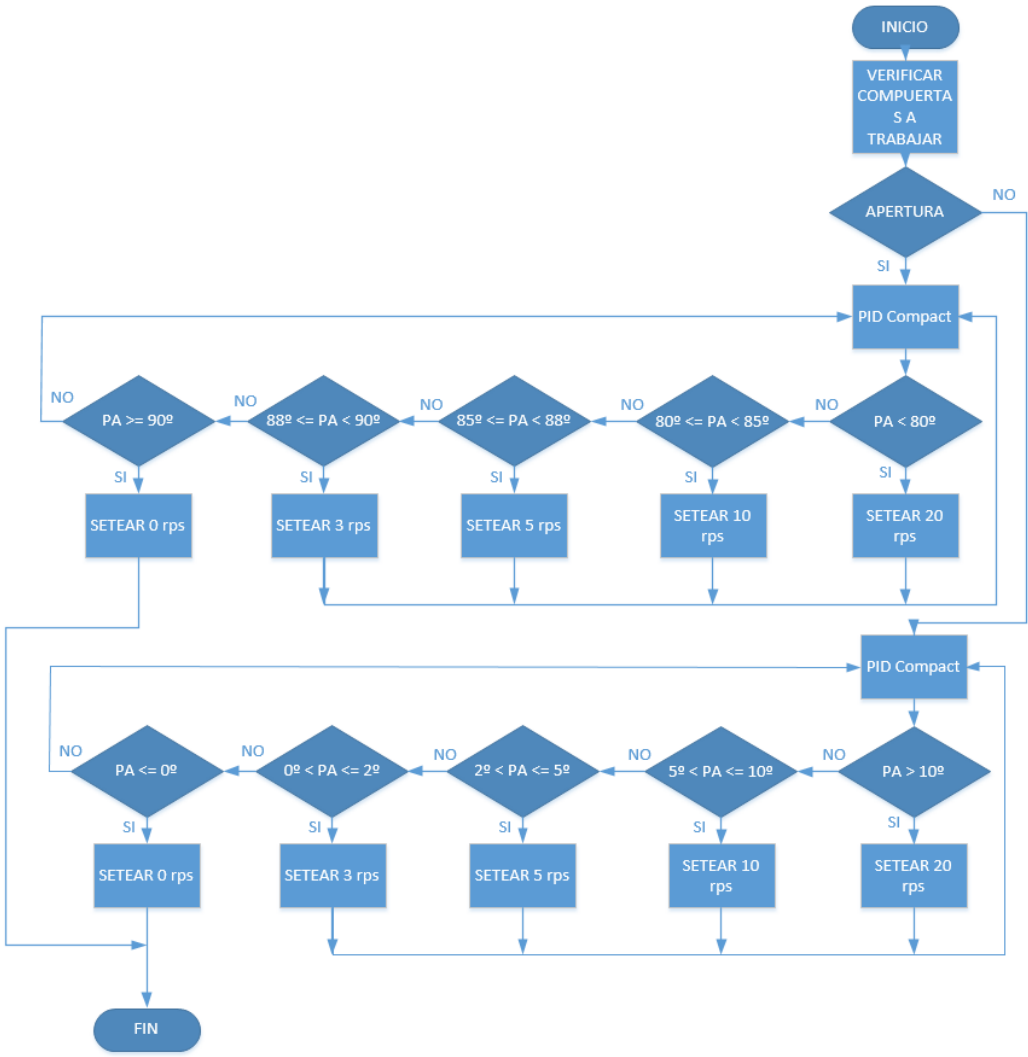 INICIO
VERIFICAR
COMPUERTA
S A
TRABAJAR
APERTURA
NO
SI
PID Compact
PA >= 90º
NO
88º <= PA < 90º
NO
85º <= PA < 88º
NO
80º <= PA < 85º
NO
PA < 80º
NO
SI
SI
SI
SI
SI
SETEAR 0 rps
SETEAR 3 rps
SETEAR 5 rps
SETEAR 10
rps
SETEAR 20
rps
PID Compact
NO
PA <= 0º
NO
0º < PA <= 2º
NO
2º < PA <= 5º
NO
5º < PA <= 10º
NO
PA > 10º
SI
SI
SI
SI
SI
SETEAR 0 rps
SETEAR 3 rps
SETEAR 5 rps
SETEAR 10
rps
SETEAR 20
rps
FIN